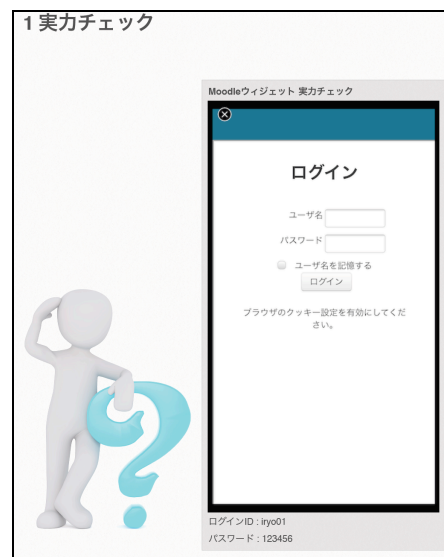 1 実力チェック
Moodleウィジェット 実力チェック
ログイン
ユーザ名
パスワード
ユーザ名を記憶する
ログイン
ブラウザのクッキー設定を有効にしてくだ
さい。
ログインID : iryo01
パスワード : 123456